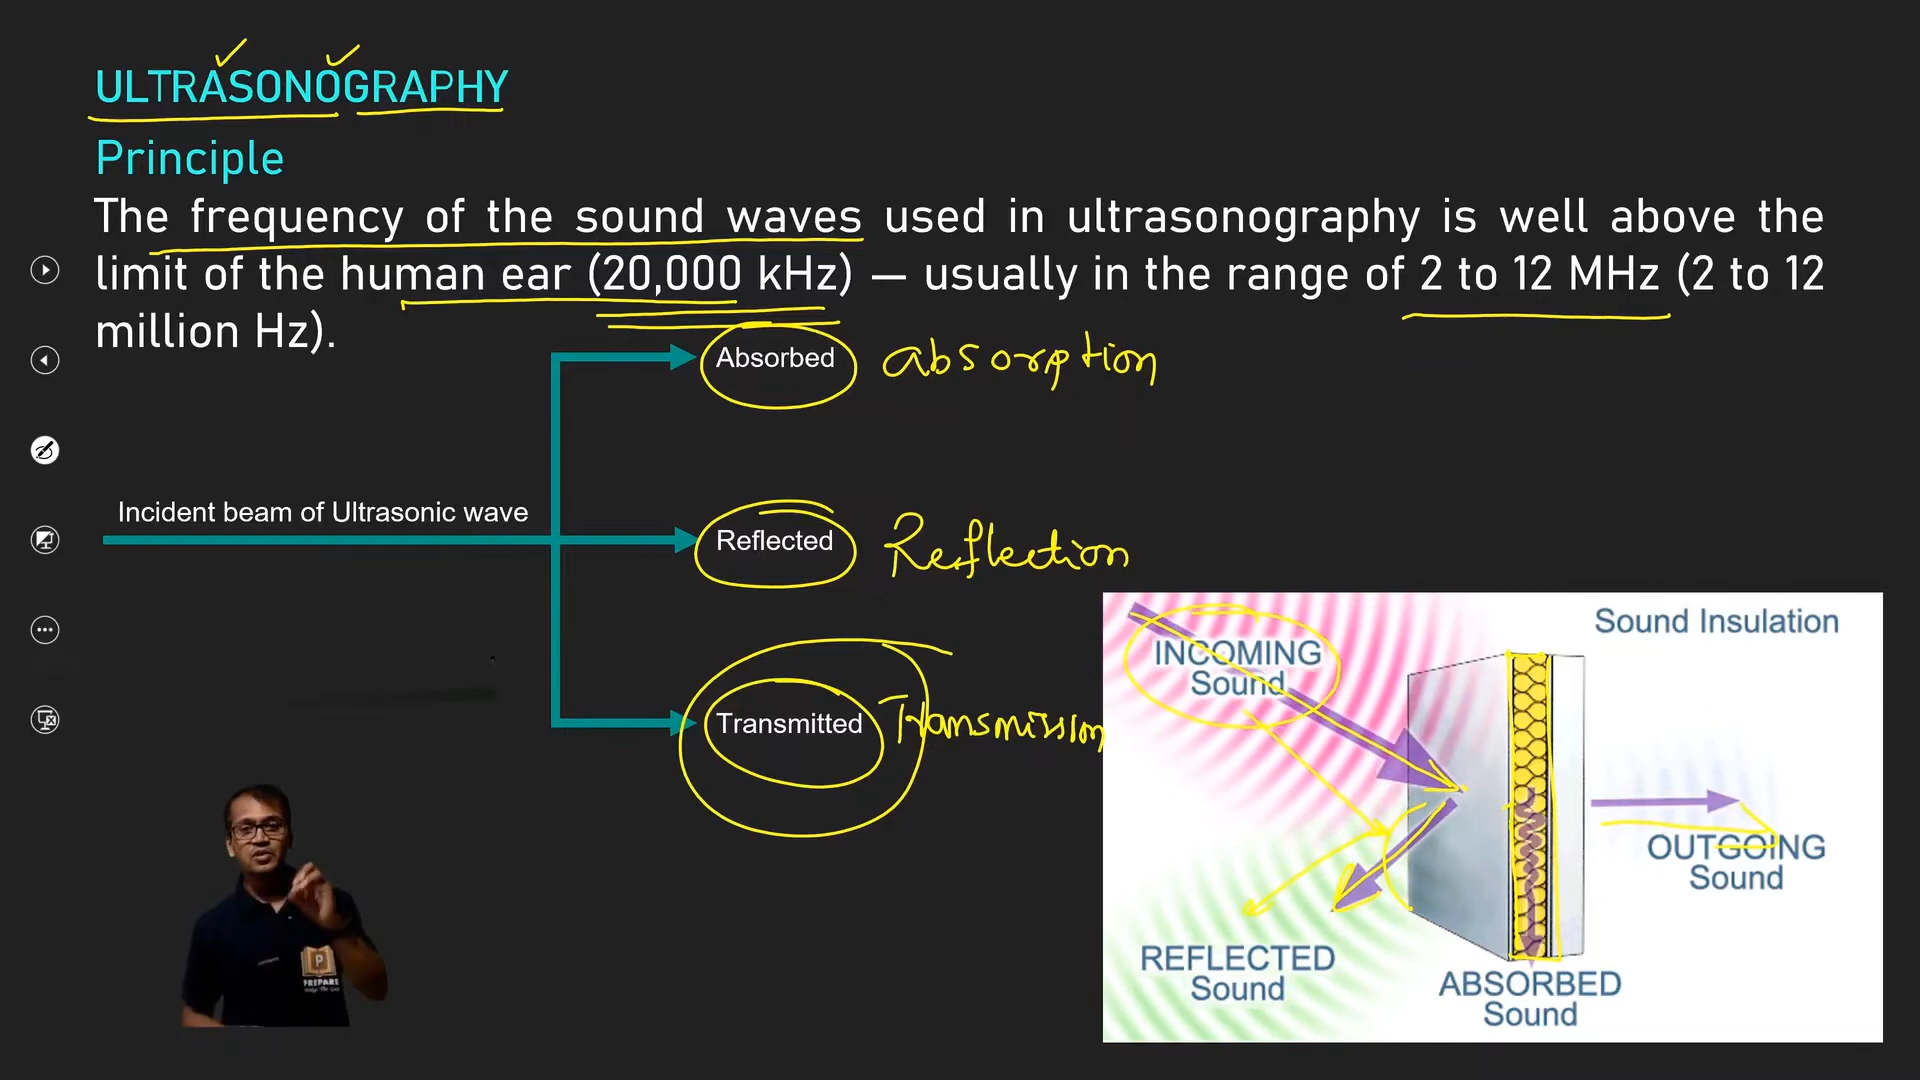 ULTRASONOGRAPHY
Principle
The frequency of the sound waves used in ultrasonography is well above the
limit of the human ear (20,000 kHz) – usually in the range of 2 to 12 MHz (2 to 12
million Hz).
Absorbed absorption
Incident beam of Ultrasonic wave
Reflected Reflection
Transmitted Transmission
Sound Insulation
INCOMING
Sound
OUTGOING
Sound
REFLECTED
Sound
ABSORBED
Sound
P
PREPARE